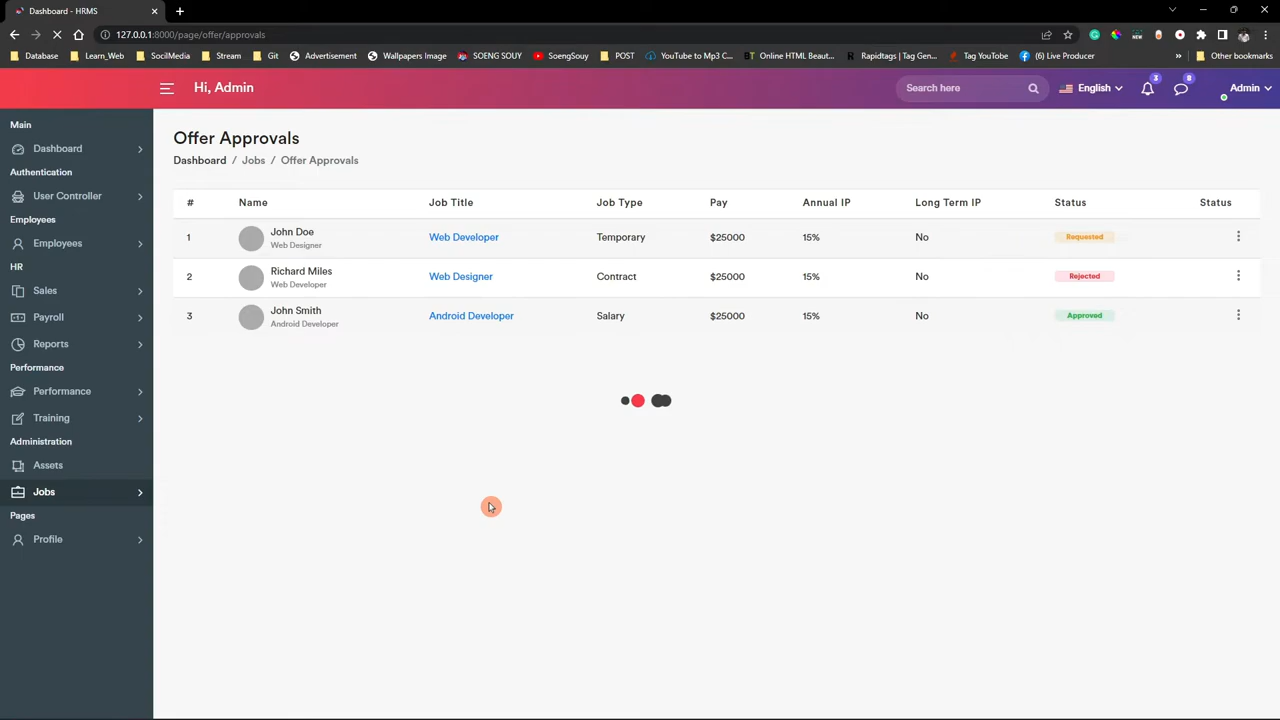 Dashboard - HRMS
127.0.0.1:8000/page/offer/approvals
Database Learn_Web SocilMedia Stream Git Advertisement Wallpapers Image SOENG SOUY SoengSouy POST YouTube to Mp3 C... Online HTML Beaut... Rapidtags | Tag Gen... Tag YouTube (6) Live Producer » Other bookmarks
Hi, Admin
Search here
English
3
8
Admin
Main
Dashboard
Authentication
User Controller
Employees
Employees
HR
Sales
Payroll
Reports
Performance
Performance
Training
Administration
Assets
Jobs
Pages
Profile
Offer Approvals
Dashboard / Jobs / Offer Approvals
# Name Job Title Job Type Pay Annual IP Long Term IP Status Status
1 John Doe Web Developer Temporary $25000 15% No Requested
Web Designer
2 Richard Miles Web Designer Contract $25000 15% No Rejected
Web Developer
3 John Smith Android Developer Salary $25000 15% No Approved
Android Developer